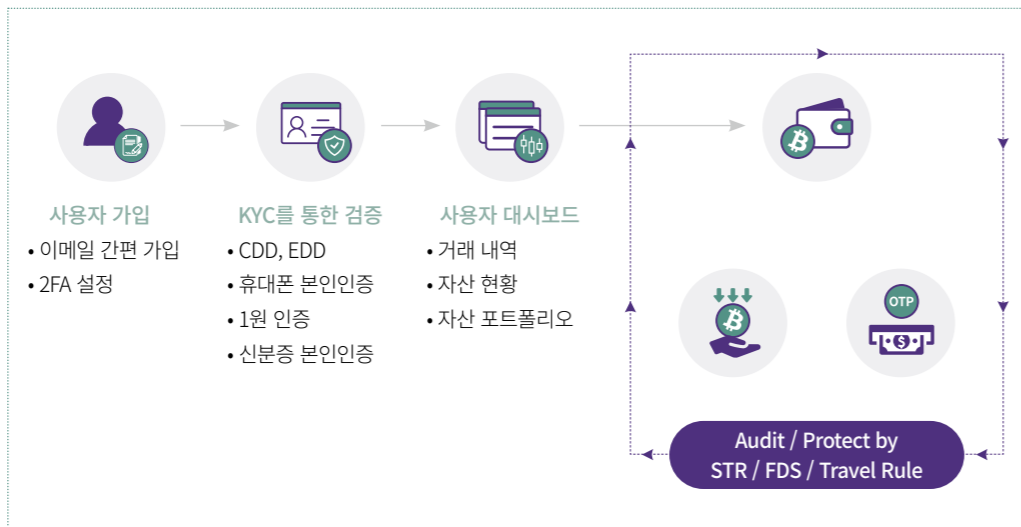 사용자 가입
• 이메일 간편 가입
• 2FA 설정
KYC를 통한 검증
• CDD, EDD
• 휴대폰 본인인증
• 1원 인증
• 신분증 본인인증
사용자 대시보드
• 거래 내역
• 자산 현황
• 자산 포트폴리오
OTP
Audit / Protect by
STR / FDS / Travel Rule